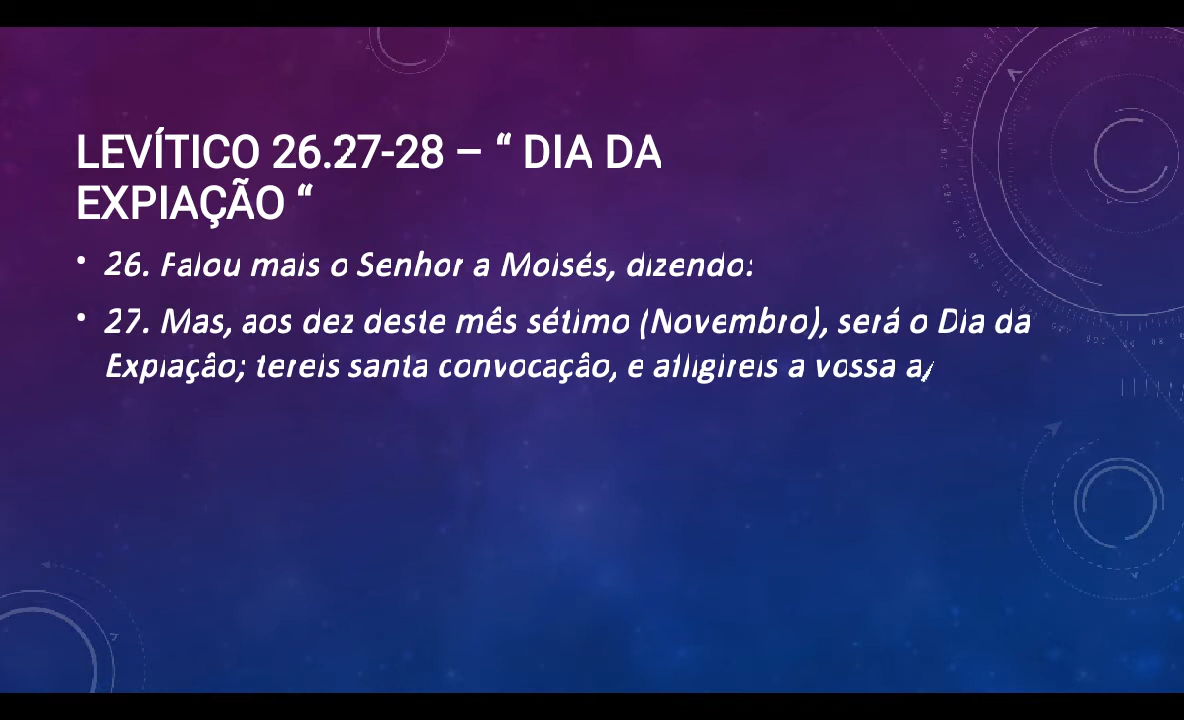 LEVÍTICO 26.27-28 – “ DIA DA
EXPIAÇÃO “
• 26. Falou mais o Senhor a Moisés, dizendo:
• 27. Mas, aos dez deste mês sétimo (Novembro), será o Dia da
Expiação; tereis santa convocação, e afligireis a vossa